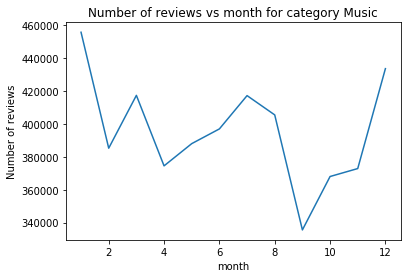 Number of reviews vs month for category Music
Number of reviews
460000
440000
420000
400000
380000
360000
340000
2 4 6 8 10 12
month